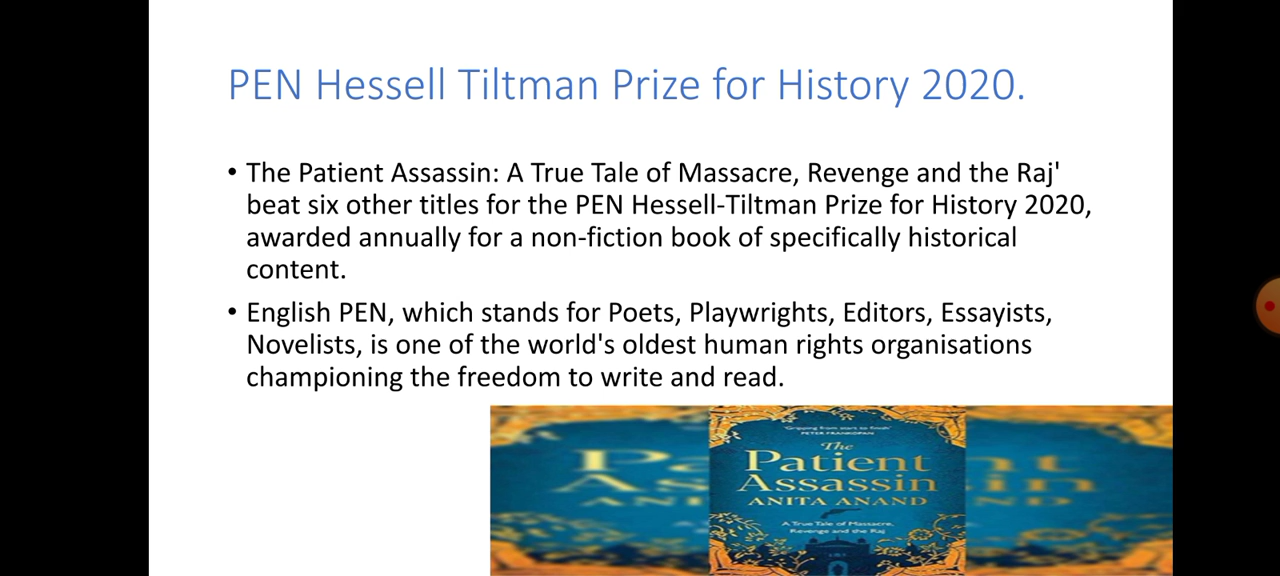 PEN Hessell Tiltman Prize for History 2020.
• The Patient Assassin: A True Tale of Massacre, Revenge and the Raj'
beat six other titles for the PEN Hessell-Tiltman Prize for History 2020,
awarded annually for a non-fiction book of specifically historical
content.
• English PEN, which stands for Poets, Playwrights, Editors, Essayists,
Novelists, is one of the world's oldest human rights organisations
championing the freedom to write and read.
'Gripping from start to finish'
PETER FRANKOPAN
The
Patient
Assassin
ANITA ANAND
A True Tale of Massacre,
Revenge and the Raj